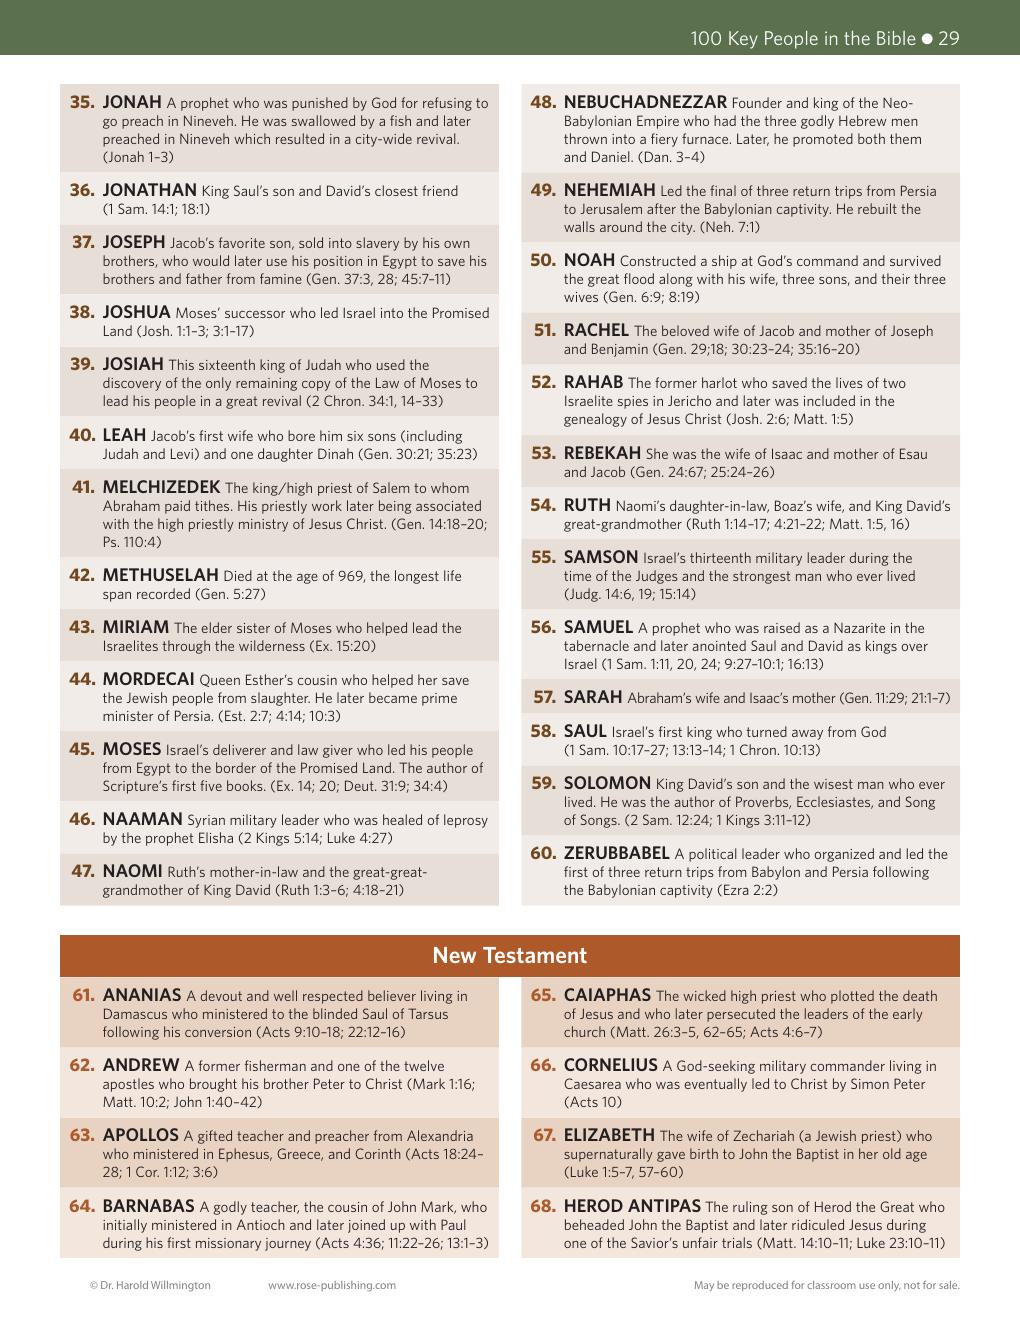 100 Key People in the Bible ● 29
35. JONAH A prophet who was punished by God for refusing to
go preach in Nineveh. He was swallowed by a fish and later
preached in Nineveh which resulted in a city-wide revival.
(Jonah 1–3)
36. JONATHAN King Saul’s son and David’s closest friend
(1 Sam. 14:1; 18:1)
37. JOSEPH Jacob’s favorite son, sold into slavery by his own
brothers, who would later use his position in Egypt to save his
brothers and father from famine (Gen. 37:3, 28; 45:7–11)
38. JOSHUA Moses’ successor who led Israel into the Promised
Land (Josh. 1:1–3; 3:1–17)
39. JOSIAH This sixteenth king of Judah who used the
discovery of the only remaining copy of the Law of Moses to
lead his people in a great revival (2 Chron. 34:1, 14–33)
40. LEAH Jacob’s first wife who bore him six sons (including
Judah and Levi) and one daughter Dinah (Gen. 30:21; 35:23)
41. MELCHIZEDEK The king/high priest of Salem to whom
Abraham paid tithes. His priestly work later being associated
with the high priestly ministry of Jesus Christ. (Gen. 14:18–20;
Ps. 110:4)
42. METHUSELAH Died at the age of 969, the longest life
span recorded (Gen. 5:27)
43. MIRIAM The elder sister of Moses who helped lead the
Israelites through the wilderness (Ex. 15:20)
44. MORDECAI Queen Esther’s cousin who helped her save
the Jewish people from slaughter. He later became prime
minister of Persia. (Est. 2:7; 4:14; 10:3)
45. MOSES Israel’s deliverer and law giver who led his people
from Egypt to the border of the Promised Land. The author of
Scripture’s first five books. (Ex. 14; 20; Deut. 31:9; 34:4)
46. NAAMAN Syrian military leader who was healed of leprosy
by the prophet Elisha (2 Kings 5:14; Luke 4:27)
47. NAOMI Ruth’s mother-in-law and the great-great-
grandmother of King David (Ruth 1:3–6; 4:18–21)
48. NEBUCHADNEZZAR Founder and king of the Neo-
Babylonian Empire who had the three godly Hebrew men
thrown into a fiery furnace. Later, he promoted both them
and Daniel. (Dan. 3–4)
49. NEHEMIAH Led the final of three return trips from Persia
to Jerusalem after the Babylonian captivity. He rebuilt the
walls around the city. (Neh. 7:1)
50. NOAH Constructed a ship at God’s command and survived
the great flood along with his wife, three sons, and their three
wives (Gen. 6:9; 8:19)
51. RACHEL The beloved wife of Jacob and mother of Joseph
and Benjamin (Gen. 29;18; 30:23–24; 35:16–20)
52. RAHAB The former harlot who saved the lives of two
Israelite spies in Jericho and later was included in the
genealogy of Jesus Christ (Josh. 2:6; Matt. 1:5)
53. REBEKAH She was the wife of Isaac and mother of Esau
and Jacob (Gen. 24:67; 25:24–26)
54. RUTH Naomi’s daughter-in-law, Boaz’s wife, and King David’s
great-grandmother (Ruth 1:14–17; 4:21–22; Matt. 1:5, 16)
55. SAMSON Israel’s thirteenth military leader during the
time of the Judges and the strongest man who ever lived
(Judg. 14:6, 19; 15:14)
56. SAMUEL A prophet who was raised as a Nazarite in the
tabernacle and later anointed Saul and David as kings over
Israel (1 Sam. 1:11, 20, 24; 9:27–10:1; 16:13)
57. SARAH Abraham’s wife and Isaac’s mother (Gen. 11:29; 21:1–7)
58. SAUL Israel’s first king who turned away from God
(1 Sam. 10:17–27; 13:13–14; 1 Chron. 10:13)
59. SOLOMON King David’s son and the wisest man who ever
lived. He was the author of Proverbs, Ecclesiastes, and Song
of Songs. (2 Sam. 12:24; 1 Kings 3:11–12)
60. ZERUBBABEL A political leader who organized and led the
first of three return trips from Babylon and Persia following
the Babylonian captivity (Ezra 2:2)
New Testament
61. ANANIAS A devout and well respected believer living in
Damascus who ministered to the blinded Saul of Tarsus
following his conversion (Acts 9:10–18; 22:12–16)
62. ANDREW A former fisherman and one of the twelve
apostles who brought his brother Peter to Christ (Mark 1:16;
Matt. 10:2; John 1:40–42)
63. APOLLOS A gifted teacher and preacher from Alexandria
who ministered in Ephesus, Greece, and Corinth (Acts 18:24–
28; 1 Cor. 1:12; 3:6)
64. BARNABAS A godly teacher, the cousin of John Mark, who
initially ministered in Antioch and later joined up with Paul
during his first missionary journey (Acts 4:36; 11:22–26; 13:1–3)
65. CAIAPHAS The wicked high priest who plotted the death
of Jesus and who later persecuted the leaders of the early
church (Matt. 26:3–5, 62–65; Acts 4:6–7)
66. CORNELIUS A God-seeking military commander living in
Caesarea who was eventually led to Christ by Simon Peter
(Acts 10)
67. ELIZABETH The wife of Zechariah (a Jewish priest) who
supernaturally gave birth to John the Baptist in her old age
(Luke 1:5–7, 57–60)
68. HEROD ANTIPAS The ruling son of Herod the Great who
beheaded John the Baptist and later ridiculed Jesus during
one of the Savior’s unfair trials (Matt. 14:10–11; Luke 23:10–11)
© Dr. Harold Willmington www.rose-publishing.com May be reproduced for classroom use only, not for sale.